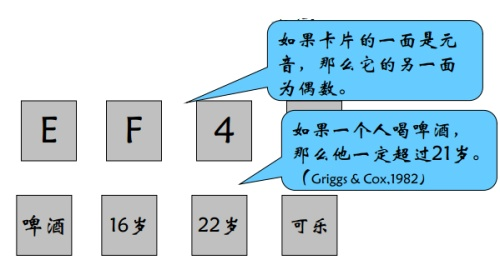 如果卡片的一面是元
音，那么它的另一面
为偶数。
E F 4
如果一个人喝啤酒，
那么他一定超过21岁。
（Griggs & Cox,1982）
啤酒 16岁 22岁 可乐